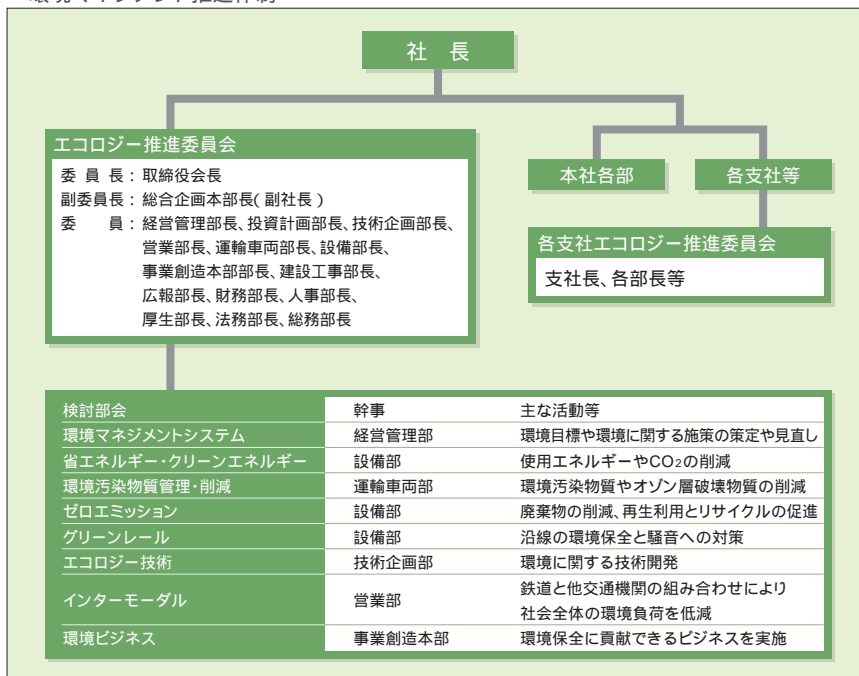 社 長
エコロジー推進委員会
委 員 長：取締役会長
副委員長：総合企画本部長(副社長)
委　　員：経営管理部長、投資計画部長、技術企画部長、
営業部長、運輸車両部長、設備部長、
事業創造本部部長、建設工事部長、
広報部長、財務部長、人事部長、
厚生部長、法務部長、総務部長
本社各部
各支社等
各支社エコロジー推進委員会
支社長、各部長等
検討部会 幹事 主な活動等
環境マネジメントシステム 経営管理部 環境目標や環境に関する施策の策定や見直し
省エネルギー・クリーンエネルギー 設備部 使用エネルギーやCO₂の削減
環境汚染物質管理・削減 運輸車両部 環境汚染物質やオゾン層破壊物質の削減
ゼロエミッション 設備部 廃棄物の削減、再生利用とリサイクルの促進
グリーンレール 設備部 沿線の環境保全と騒音への対策
エコロジー技術 技術企画部 環境に関する技術開発
インターモーダル 営業部 鉄道と他交通機関の組み合わせにより
社会全体の環境負荷を低減
環境ビジネス 事業創造本部 環境保全に貢献できるビジネスを実施